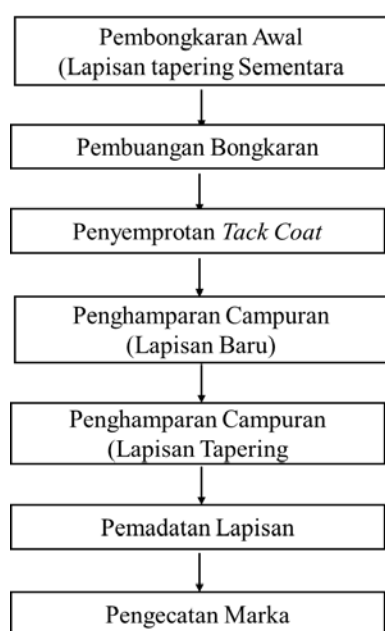 Pembongkaran Awal
(Lapisan tapering Sementara
Pembuangan Bongkaran
Penyemprotan Tack Coat
Penghamparan Campuran
(Lapisan Baru)
Penghamparan Campuran
(Lapisan Tapering
Pemadatan Lapisan
Pengecatan Marka